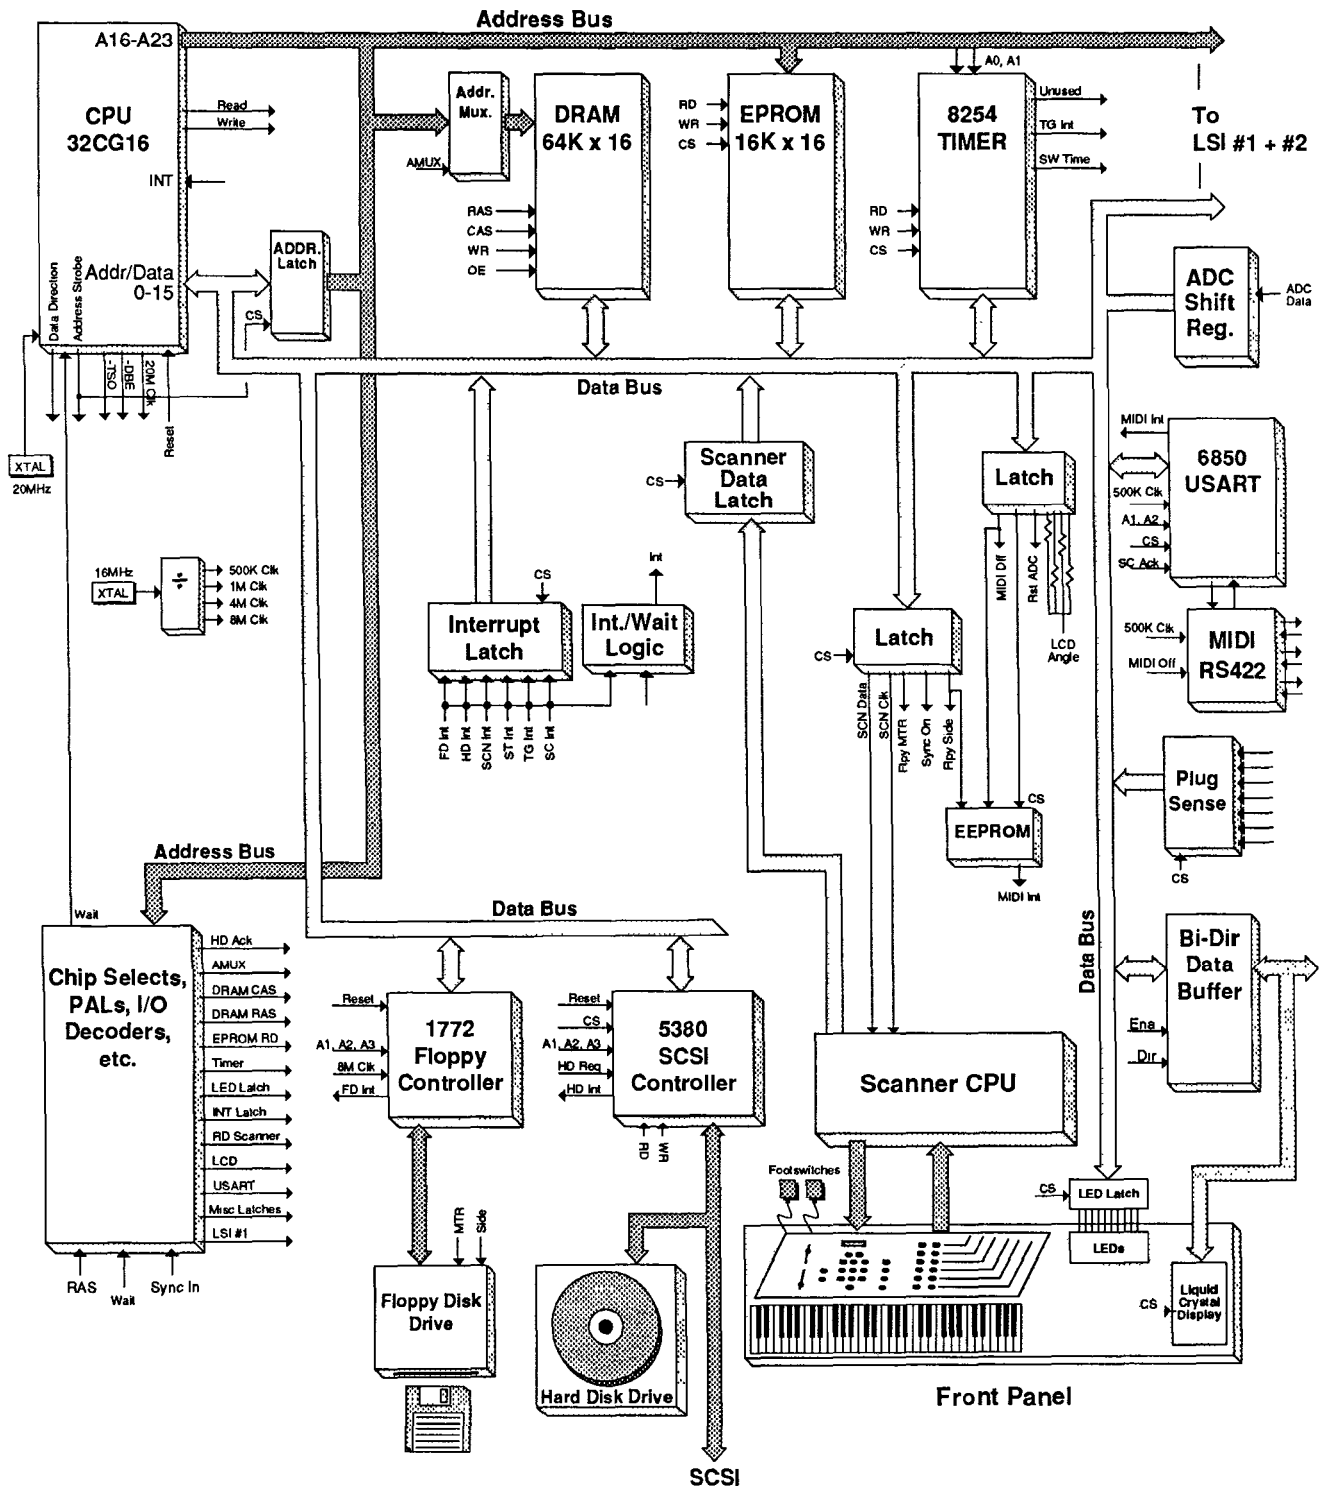 Address Bus
A16-A23
CPU
32CG16
Read
Write
INT
Addr/Data
0-15
Data Direction
Address Strobe
-TSO
-DBE
20M Clk
Reset
XTAL
20MHz
ADDR.
Latch
CS
Addr.
Mux.
AMUX
DRAM
64K x 16
RAS
CAS
WR
OE
RD
WR
CS
EPROM
16K x 16
A0, A1
8254
TIMER
Unused
TG Int
SW Time
RD
WR
CS
To
LSI #1 + #2
ADC
Shift
Reg.
ADC
Data
Data Bus
MIDI Int
6850
USART
500K Clk
A1, A2
CS
SC Ack
Scanner
Data
Latch
CS
Latch
MIDI Off
Rst ADC
LCD
Angle
16MHz
XTAL
÷
500K Clk
1M Clk
4M Clk
8M Clk
CS
Interrupt
Latch
FD Int
HD Int
SCN Int
ST Int
TG Int
SC Int
Int
Int./Wait
Logic
CS
Latch
SCN Data
SCN Clk
Flpy MTR
Sync On
Flpy Side
500K Clk
MIDI Off
MIDI
RS422
CS
EEPROM
MIDI Int
Plug
Sense
CS
Address Bus
Wait
Chip Selects,
PALs, I/O
Decoders,
etc.
HD Ack
AMUX
DRAM CAS
DRAM RAS
EPROM RD
Timer
LED Latch
INT Latch
RD Scanner
LCD
USART
Misc Latches
LSI #1
RAS
Wait
Sync In
Data Bus
Reset
A1, A2, A3
8M Clk
FD Int
1772
Floppy
Controller
Reset
CS
A1, A2, A3
HD Req
HD Int
5380
SCSI
Controller
RD
WR
Scanner CPU
Data Bus
Bi-Dir
Data
Buffer
Ena
Dir
MTR
Side
Floppy Disk
Drive
Hard Disk Drive
SCSI
Footswitches
CS
LED Latch
LEDs
CS
Liquid
Crystal
Display
Front Panel